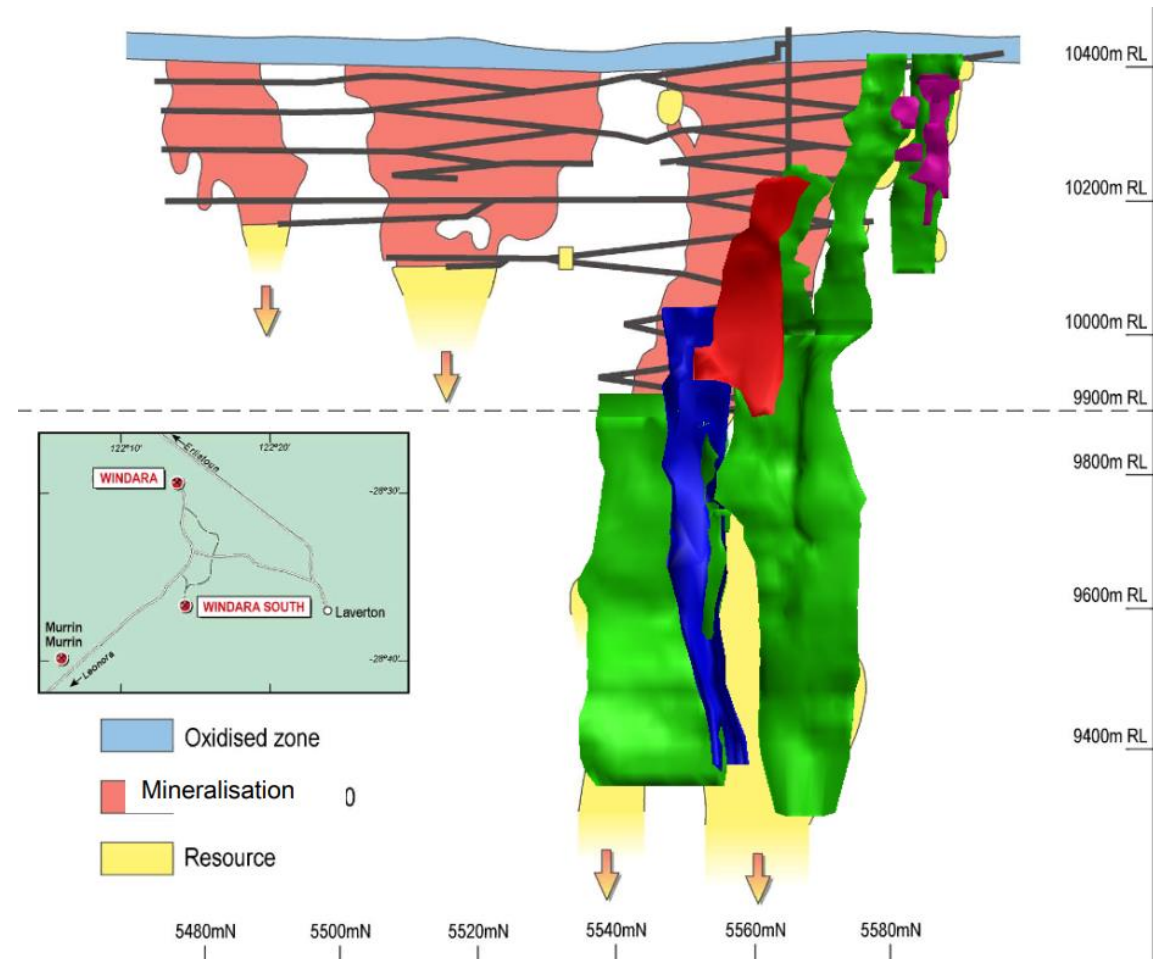 10400m RL
10200m RL
10000m RL
9900m RL
9800m RL
9600m RL
9400m RL
122°10'
122°20'
Erlistoun
WINDARA
-28°30'
WINDARA SOUTH
Laverton
Murrin
Murrin
Leonora
-28°40'
Oxidised zone
Mineralisation 0
Resource
5480mN
5500mN
5520mN
5540mN
5560mN
5580mN